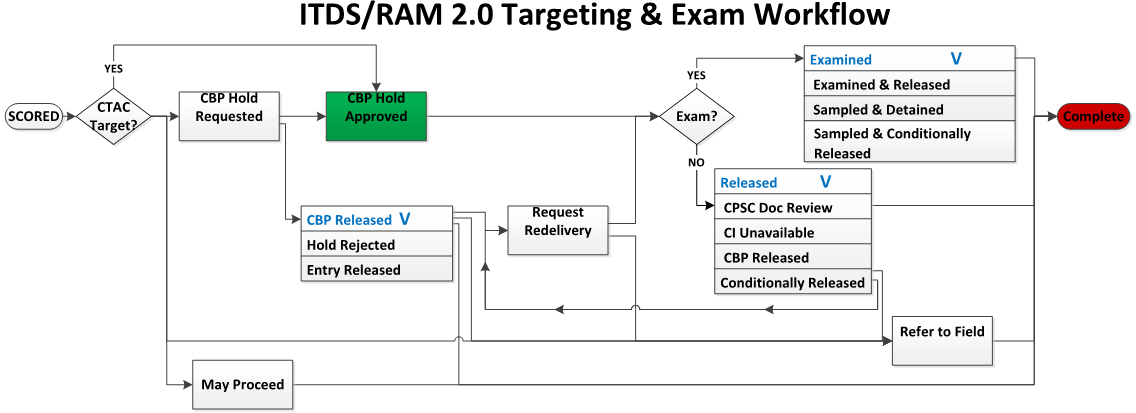 ITDS/RAM 2.0 Targeting & Exam Workflow
YES
SCORED
CTAC
Target?
CBP Hold
Requested
CBP Hold
Approved
YES
Exam?
NO
Examined V
Examined & Released
Sampled & Detained
Sampled & Conditionally
Released
Complete
CBP Released V
Hold Rejected
Entry Released
Request
Redelivery
Released V
CPSC Doc Review
CI Unavailable
CBP Released
Conditionally Released
Refer to Field
May Proceed